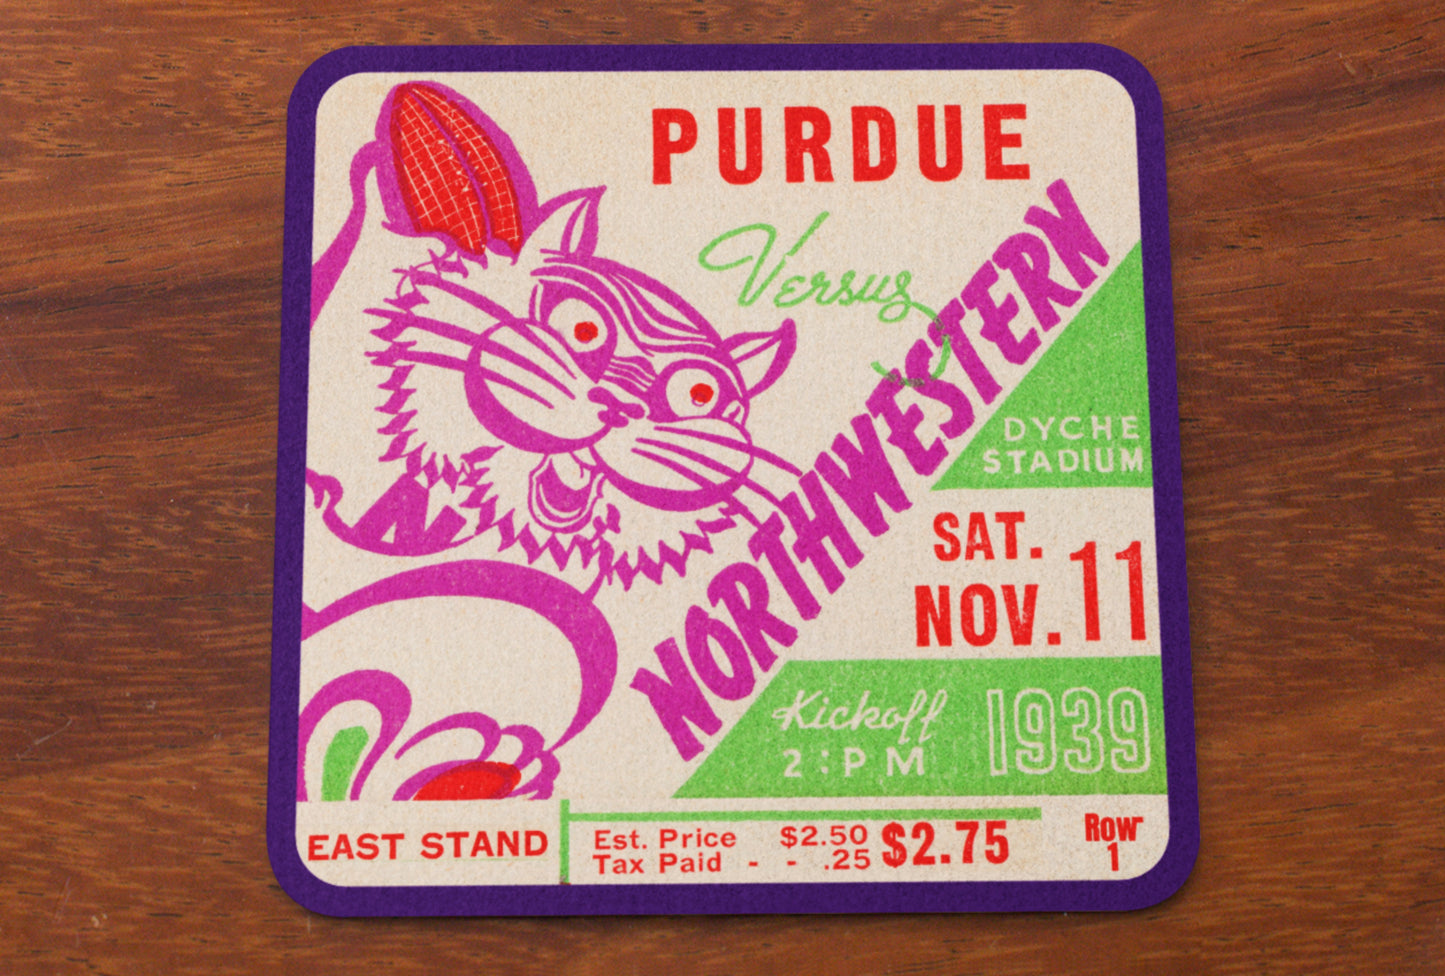 PURDUE
Versus
NORTHWESTERN
DYCHE
STADIUM
SAT.
NOV. 11
Kickoff
2:PM
1939
N
EAST STAND
Est. Price $2.50
Tax Paid - - .25
$2.75
Row
1